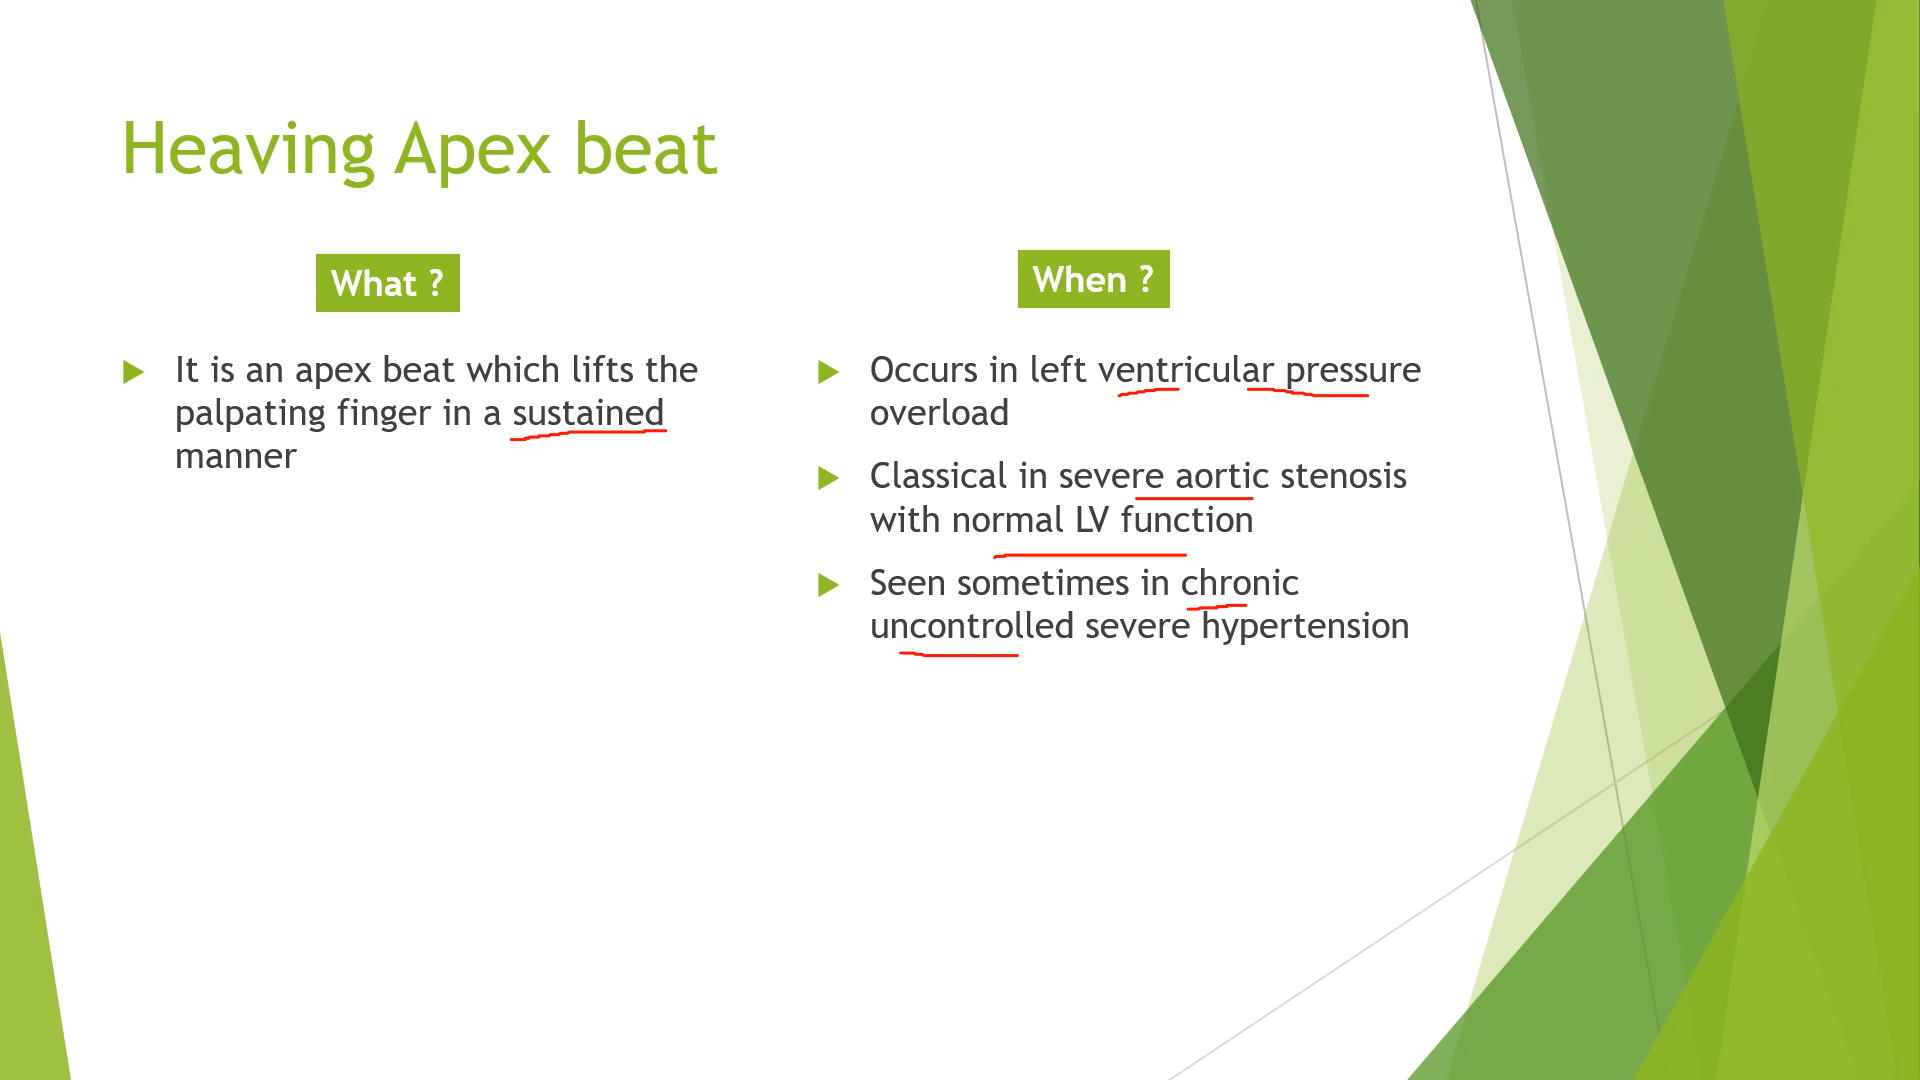 Heaving Apex beat
What ?
It is an apex beat which lifts the
palpating finger in a sustained
manner
When ?
Occurs in left ventricular pressure
overload
Classical in severe aortic stenosis
with normal LV function
Seen sometimes in chronic
uncontrolled severe hypertension